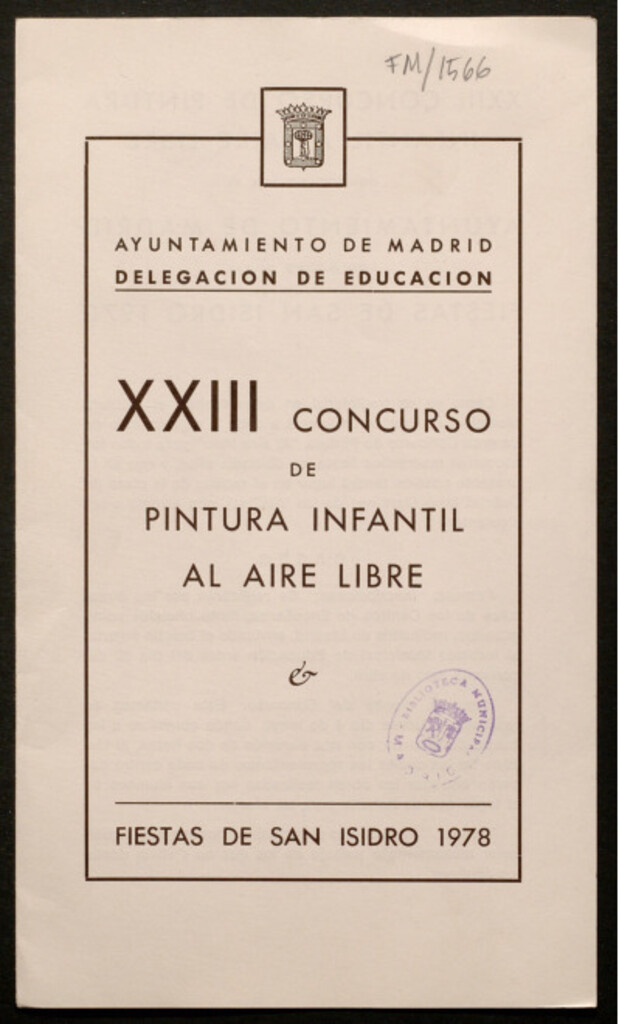 FM/1566
AYUNTAMIENTO DE MADRID
DELEGACION DE EDUCACION
XXIII CONCURSO
DE
PINTURA INFANTIL
AL AIRE LIBRE
&
BIBLIOTECA MUNICIPAL
FIESTAS DE SAN ISIDRO 1978